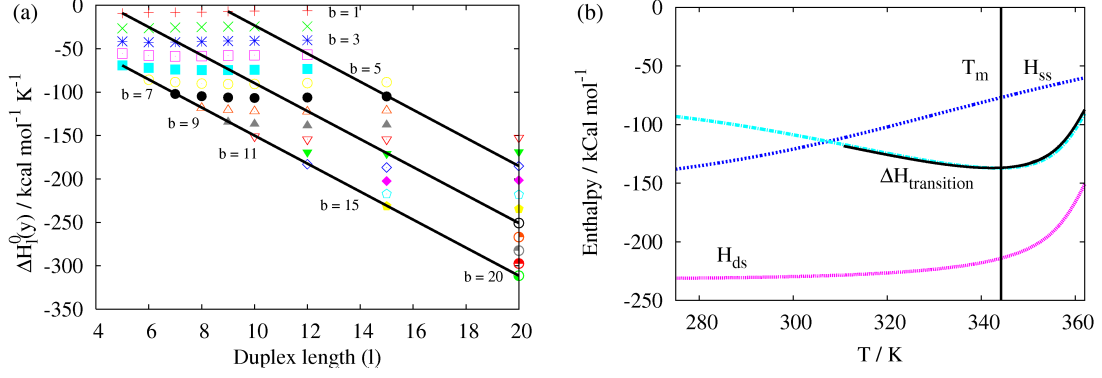 (a)
0
-50
-100
-150
-200
-250
-300
-350
4
6
8
10
12
14
16
18
20
ΔH_l^0(y) / kcal mol^-1 K^-1
Duplex length (l)
b = 1
b = 3
b = 5
b = 7
b = 9
b = 11
b = 15
b = 20
(b)
0
-50
-100
-150
-200
-250
280
300
320
340
360
Enthalpy / kCal mol^-1
T / K
T_m
H_ss
ΔH_transition
H_ds